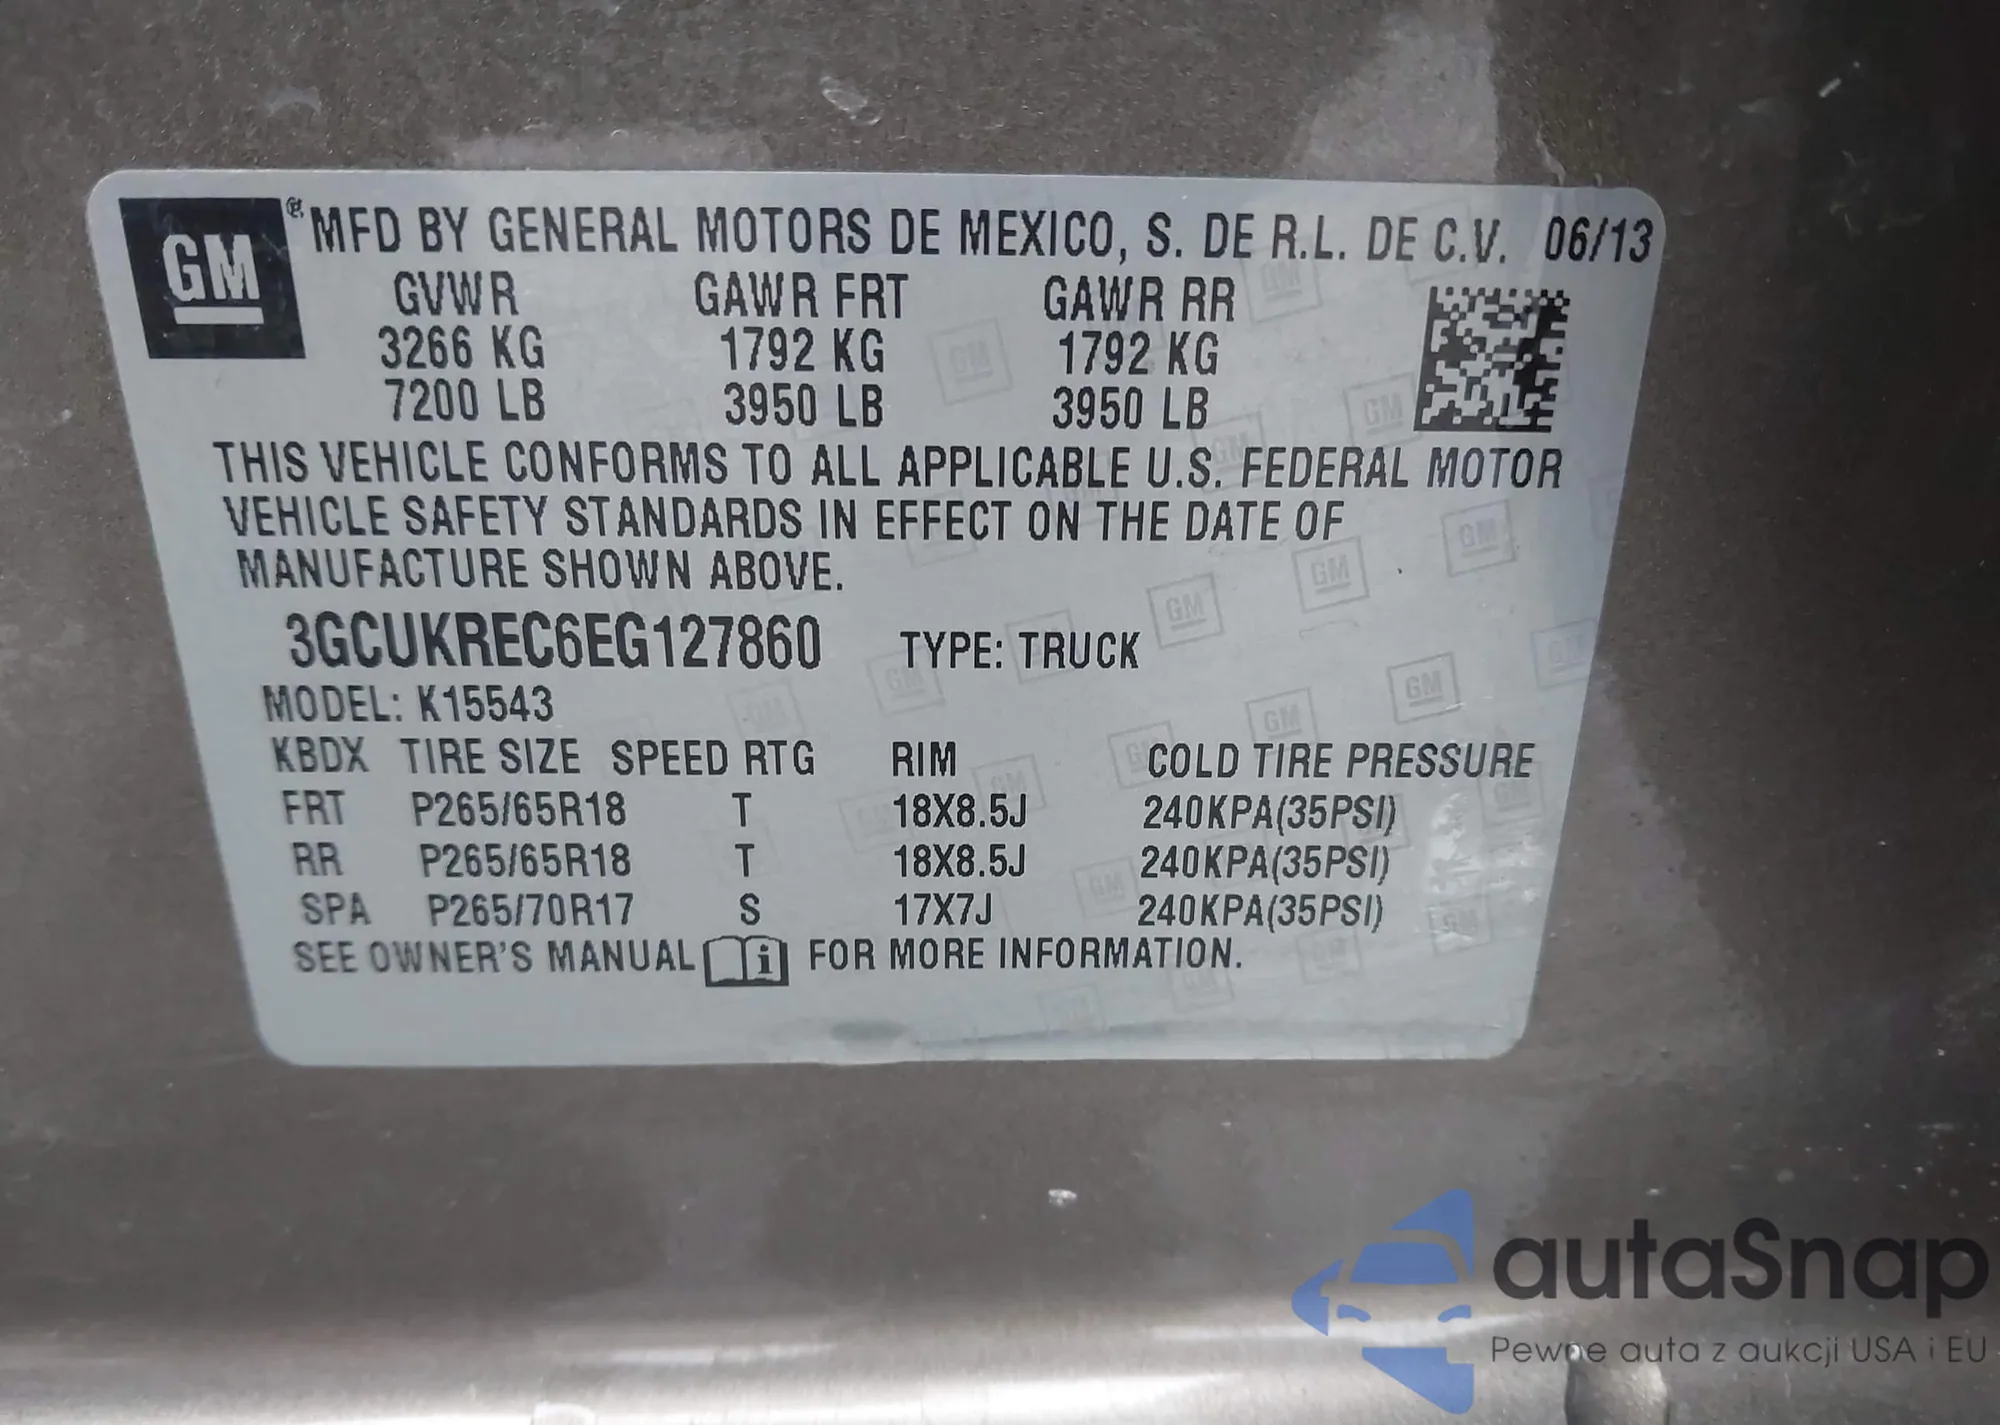 GM ® MFD BY GENERAL MOTORS DE MEXICO, S. DE R.L. DE C.V. 06/13
GVWR GAWR FRT GAWR RR
3266 KG 1792 KG 1792 KG
7200 LB 3950 LB 3950 LB
THIS VEHICLE CONFORMS TO ALL APPLICABLE U.S. FEDERAL MOTOR
VEHICLE SAFETY STANDARDS IN EFFECT ON THE DATE OF
MANUFACTURE SHOWN ABOVE.
3GCUKREC6EG127860 TYPE: TRUCK
MODEL: K15543
KBDX TIRE SIZE SPEED RTG RIM COLD TIRE PRESSURE
FRT P265/65R18 T 18X8.5J 240KPA(35PSI)
RR P265/65R18 T 18X8.5J 240KPA(35PSI)
SPA P265/70R17 S 17X7J 240KPA(35PSI)
SEE OWNER'S MANUAL i FOR MORE INFORMATION.
autaSnap
Pewne auta z aukcji USA i EU